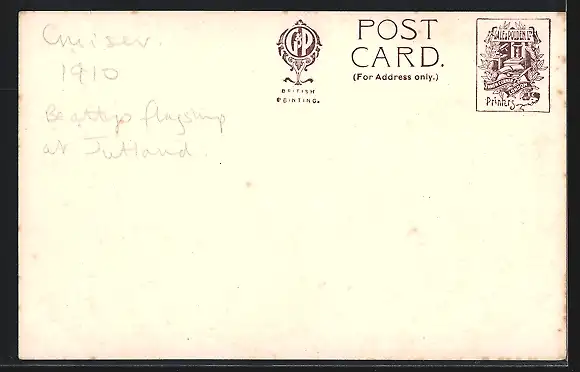 Cruiser.
1910
Beatty's flagship
at Jutland.
BRITISH
PRINTING.
POST
CARD.
(For Address only.)
Printers